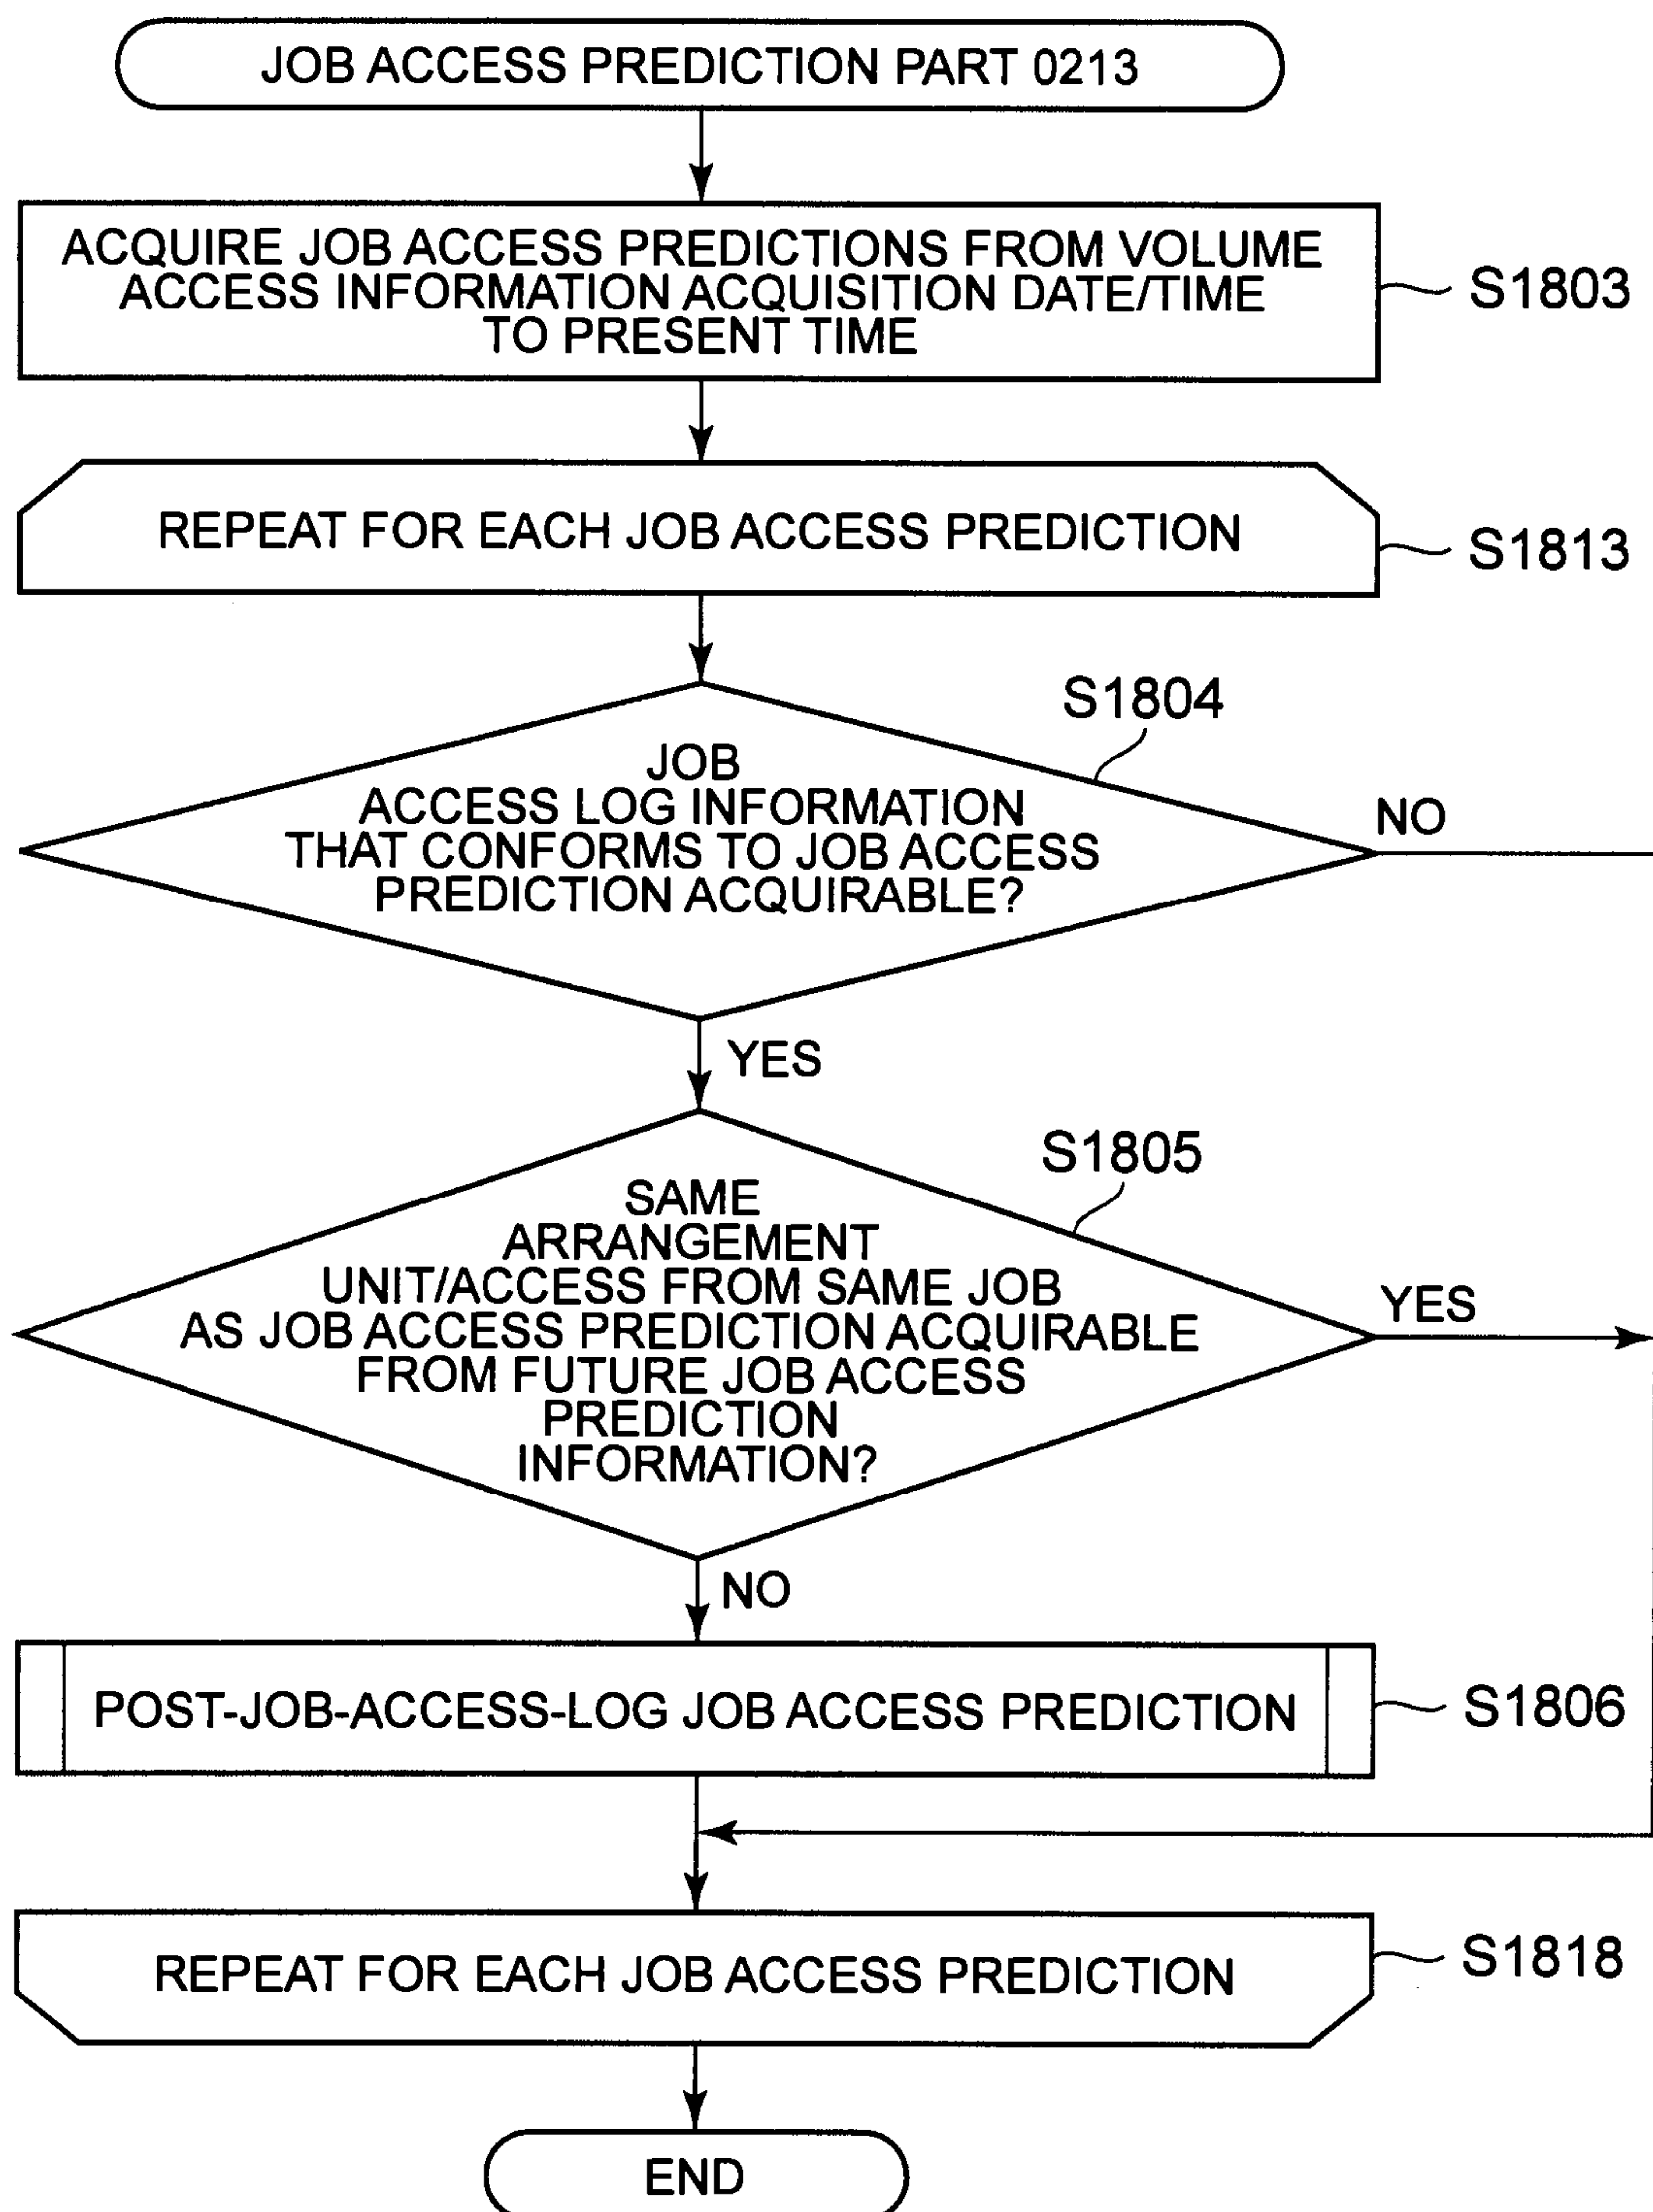 JOB ACCESS PREDICTION PART 0213
ACQUIRE JOB ACCESS PREDICTIONS FROM VOLUME
ACCESS INFORMATION ACQUISITION DATE/TIME
TO PRESENT TIME
S1803
REPEAT FOR EACH JOB ACCESS PREDICTION
S1813
S1804
JOB
ACCESS LOG INFORMATION
THAT CONFORMS TO JOB ACCESS
PREDICTION ACQUIRABLE?
NO
YES
S1805
SAME
ARRANGEMENT
UNIT/ACCESS FROM SAME JOB
AS JOB ACCESS PREDICTION ACQUIRABLE
FROM FUTURE JOB ACCESS
PREDICTION
INFORMATION?
YES
NO
POST-JOB-ACCESS-LOG JOB ACCESS PREDICTION
S1806
REPEAT FOR EACH JOB ACCESS PREDICTION
S1818
END